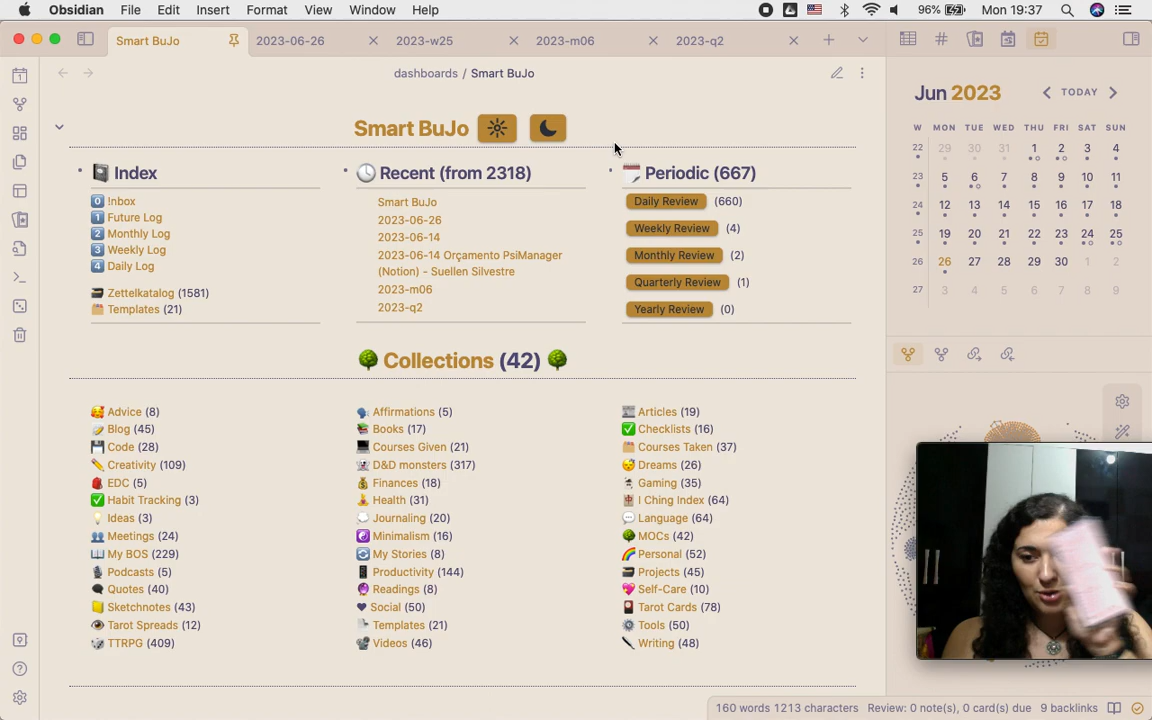 Obsidian File Edit Insert Format View Window Help 96% Mon 19:37
Smart BuJo 2023-06-26 2023-w25 2023-m06 2023-q2
dashboards / Smart BuJo
Smart BuJo
Index
0 !nbox
1 Future Log
2 Monthly Log
3 Weekly Log
4 Daily Log
Zettelkatalog (1581)
Templates (21)
Recent (from 2318)
Smart BuJo
2023-06-26
2023-06-14
2023-06-14 Orçamento PsiManager
(Notion) - Suellen Silvestre
2023-m06
2023-q2
Periodic (667)
Daily Review (660)
Weekly Review (4)
Monthly Review (2)
Quarterly Review (1)
Yearly Review (0)
Collections (42)
Advice (8) Affirmations (5) Articles (19)
Blog (45) Books (17) Checklists (16)
Code (28) Courses Given (21) Courses Taken (37)
Creativity (109) D&D monsters (317) Dreams (26)
EDC (5) Finances (18) Gaming (35)
Habit Tracking (3) Health (31) I Ching Index (64)
Ideas (3) Journaling (20) Language (64)
Meetings (24) Minimalism (16) MOCs (42)
My BOS (229) My Stories (8) Personal (52)
Podcasts (5) Productivity (144) Projects (45)
Quotes (40) Readings (8) Self-Care (10)
Sketchnotes (43) Social (50) Tarot Cards (78)
Tarot Spreads (12) Templates (21) Tools (50)
TTRPG (409) Videos (46) Writing (48)
Jun 2023 TODAY
W MON TUE WED THU FRI SAT SUN
22 29 30 31 1 2 3 4
23 5 6 7 8 9 10 11
24 12 13 14 15 16 17 18
25 19 20 21 22 23 24 25
26 26 27 28 29 30 1 2
27 3 4 5 6 7 8 9
160 words 1213 characters Review: 0 note(s), 0 card(s) due 9 backlinks